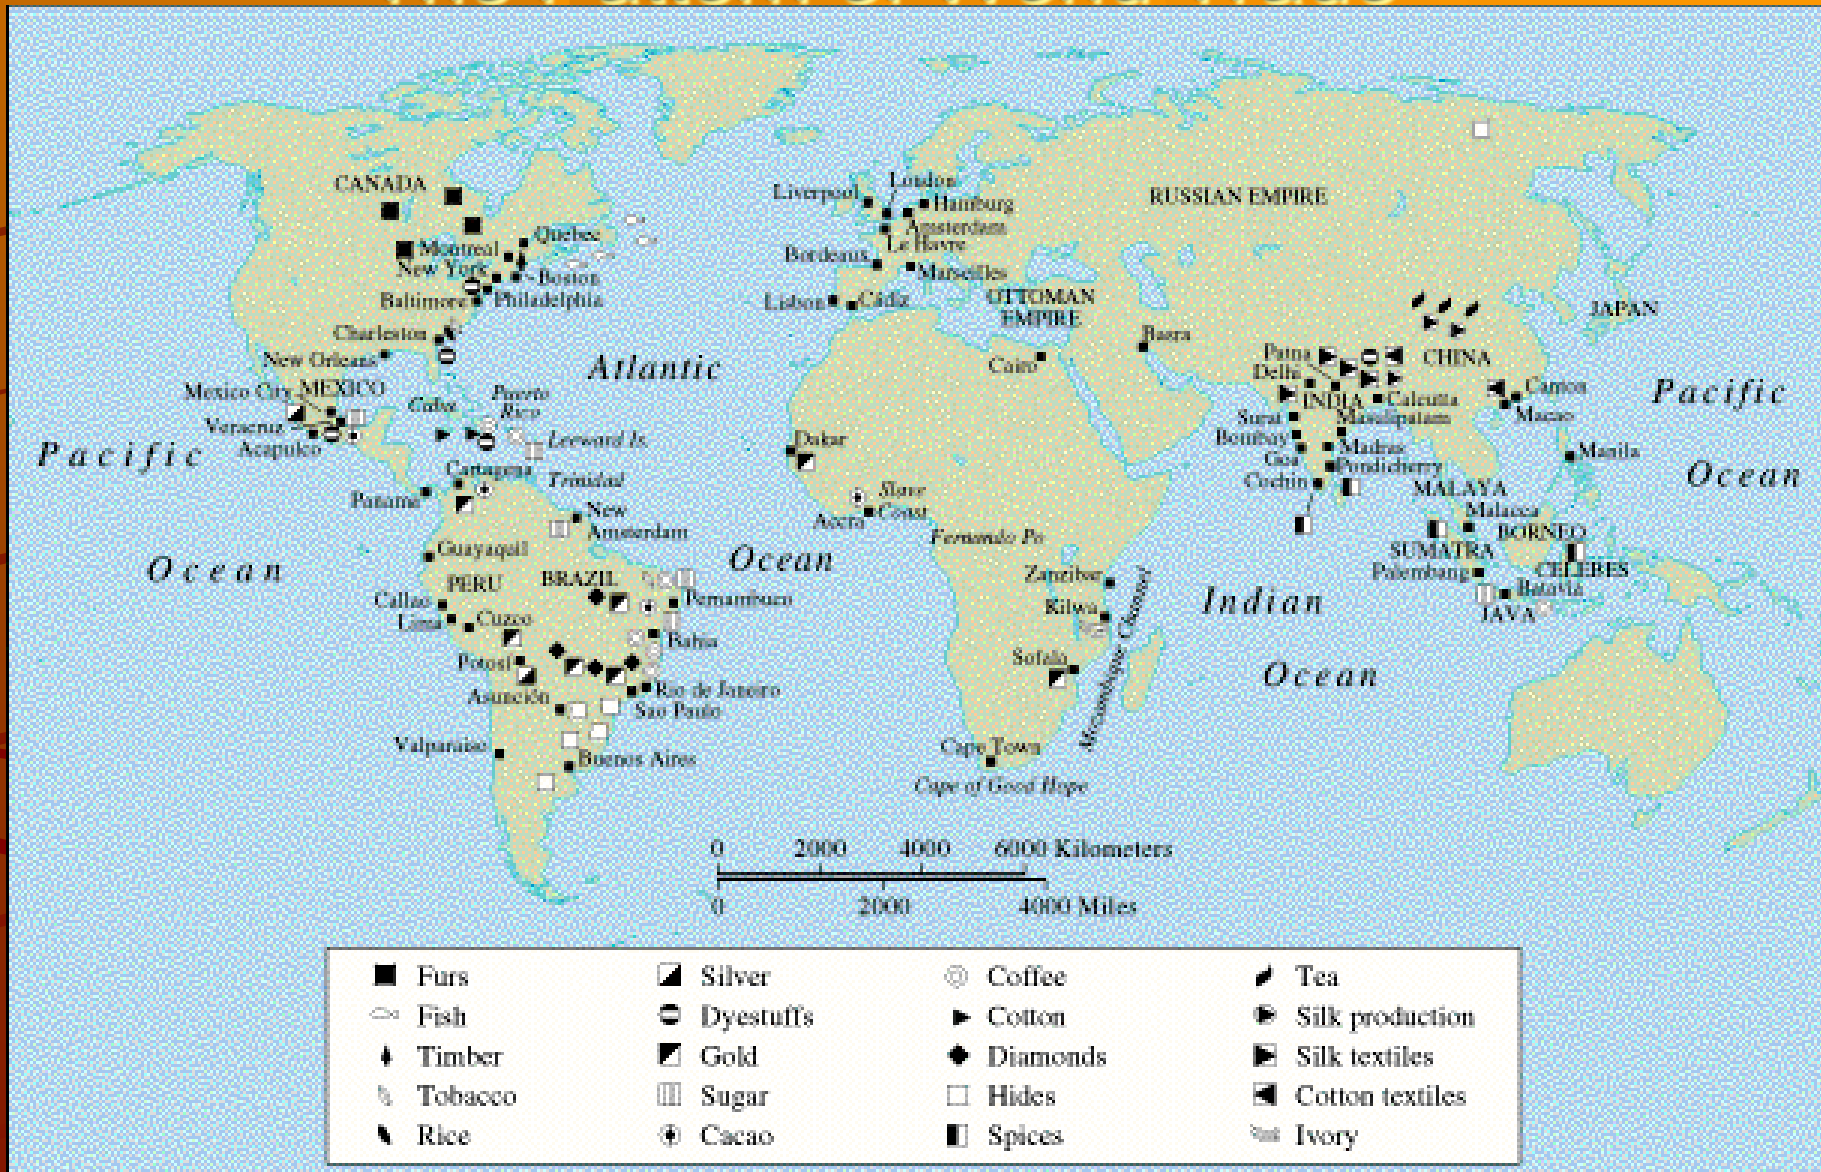 The Pattern of World Trade
CANADA
Quebec
Montreal
New York
Boston
Baltimore
Philadelphia
Charleston
New Orleans
Mexico City
MEXICO
Veracruz
Acapulco
Cuba
Puerto
Rico
Leeward Is.
Trinidad
Cartagena
Panama
New
Amsterdam
Guayaquil
PERU
BRAZIL
Callao
Pernambuco
Lima
Cuzco
Bahia
Potosí
Asunción
Rio de Janeiro
Sao Paulo
Valparaiso
Buenos Aires
Pacific
Ocean
Atlantic
Ocean
Liverpool
London
Hamburg
Amsterdam
Le Havre
Bordeaux
Marseilles
Lisbon
Cádiz
OTTOMAN
EMPIRE
RUSSIAN EMPIRE
Cairo
Basra
Dakar
Slave
Coast
Accra
Fernando Po
Zanzibar
Kilwa
Sofala
Mozambique Channel
Cape Town
Cape of Good Hope
Indian
Ocean
Patna
Delhi
INDIA
Calcutta
Surat
Masulipatam
Bombay
Madras
Goa
Pondicherry
Cochin
CHINA
JAPAN
Canton
Macao
Manila
Pacific
Ocean
MALAYA
Malacca
BORNEO
SUMATRA
CELEBES
Palembang
Batavia
JAVA
0 2000 4000 6000 Kilometers
0 2000 4000 Miles
Furs Silver Coffee Tea
Fish Dyestuffs Cotton Silk production
Timber Gold Diamonds Silk textiles
Tobacco Sugar Hides Cotton textiles
Rice Cacao Spices Ivory